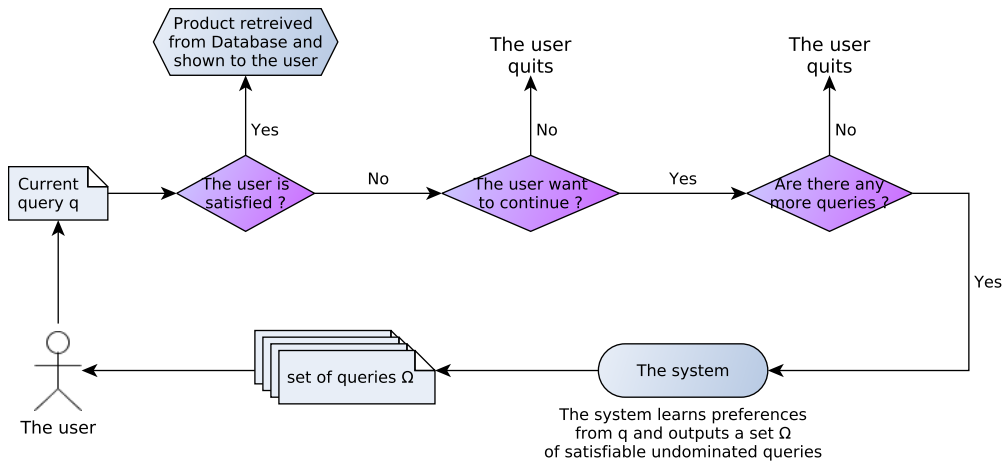 Product retreived
from Database and
shown to the user
The user
quits
The user
quits
Yes
No
No
Current
query q
The user is
satisfied ?
No
The user want
to continue ?
Yes
Are there any
more queries ?
Yes
set of queries Ω
The system
The user
The system learns preferences
from q and outputs a set Ω
of satisfiable undominated queries